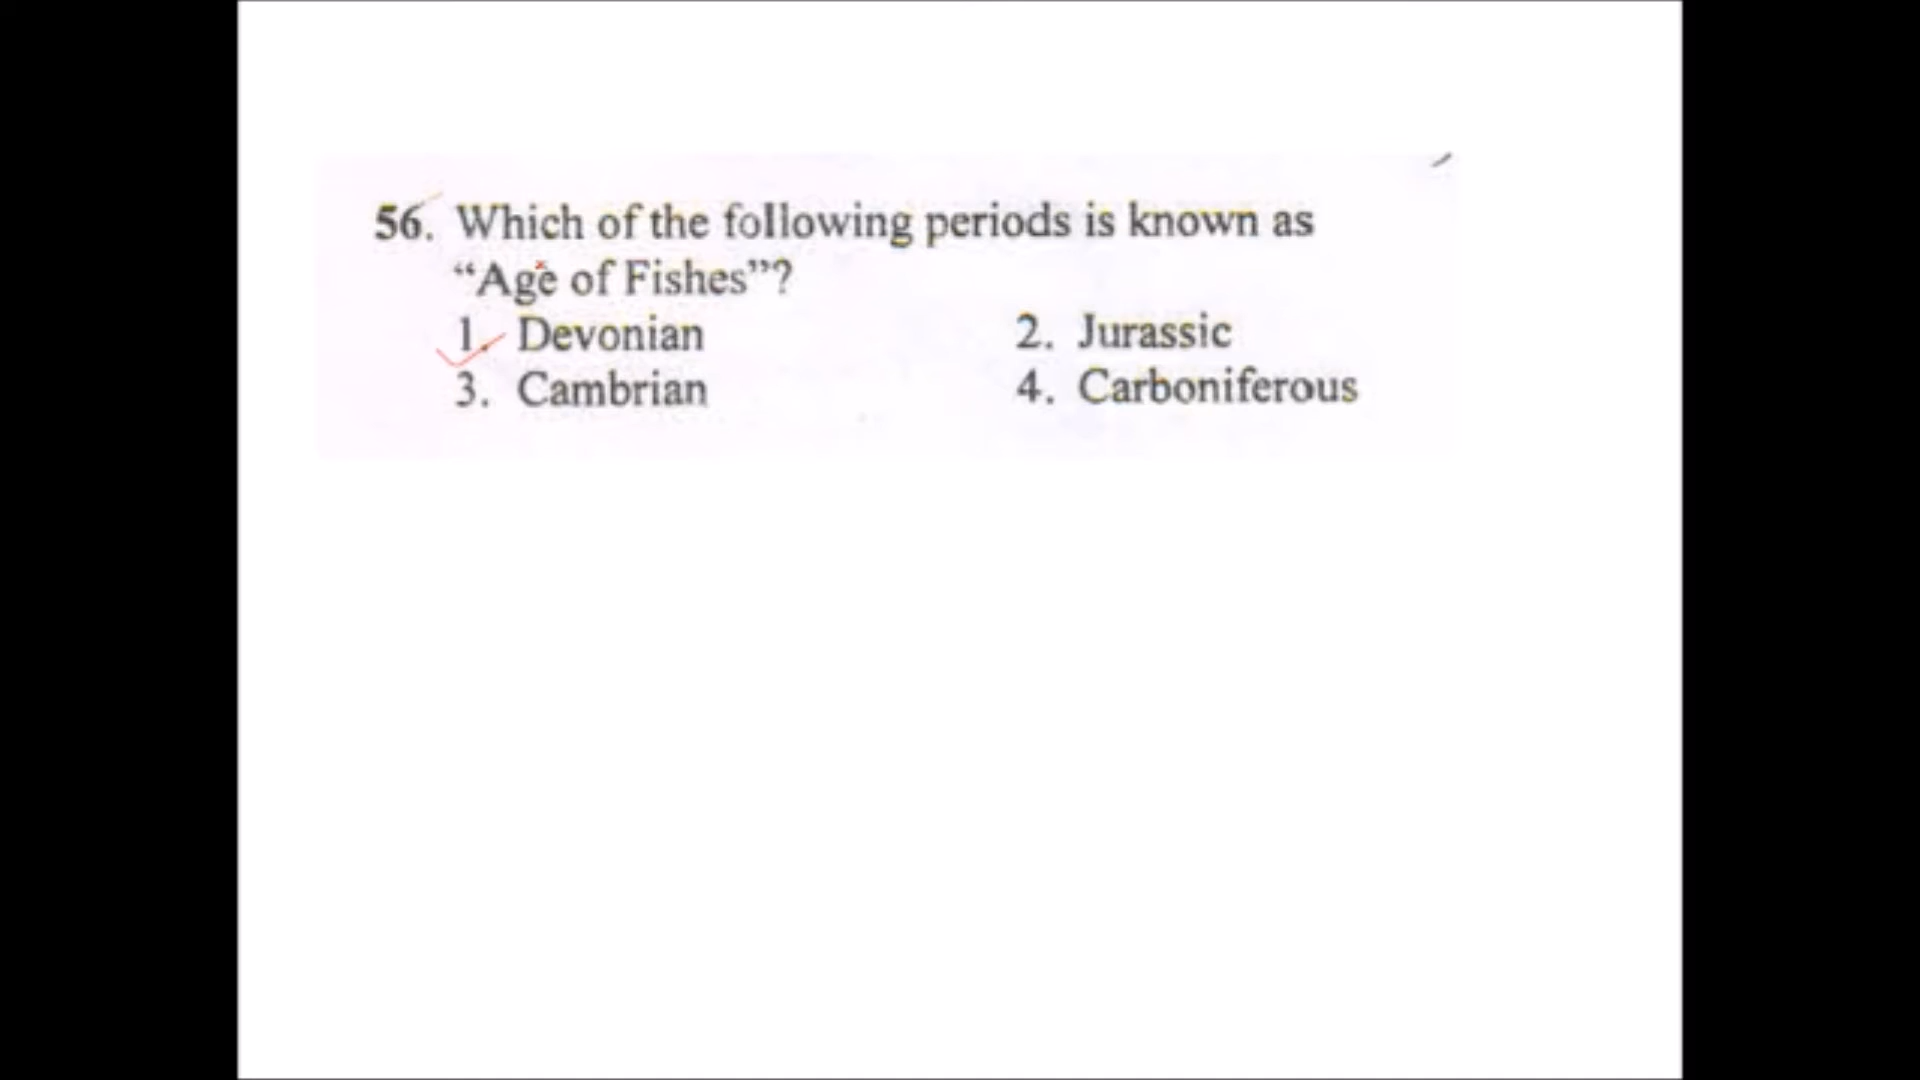 56. Which of the following periods is known as
“Age of Fishes”?
1. Devonian 2. Jurassic
3. Cambrian 4. Carboniferous